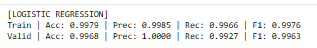 [LOGISTIC REGRESSION]
Train | Acc: 0.9979 | Prec: 0.9985 | Rec: 0.9966 | F1: 0.9976
Valid | Acc: 0.9968 | Prec: 1.0000 | Rec: 0.9927 | F1: 0.9963